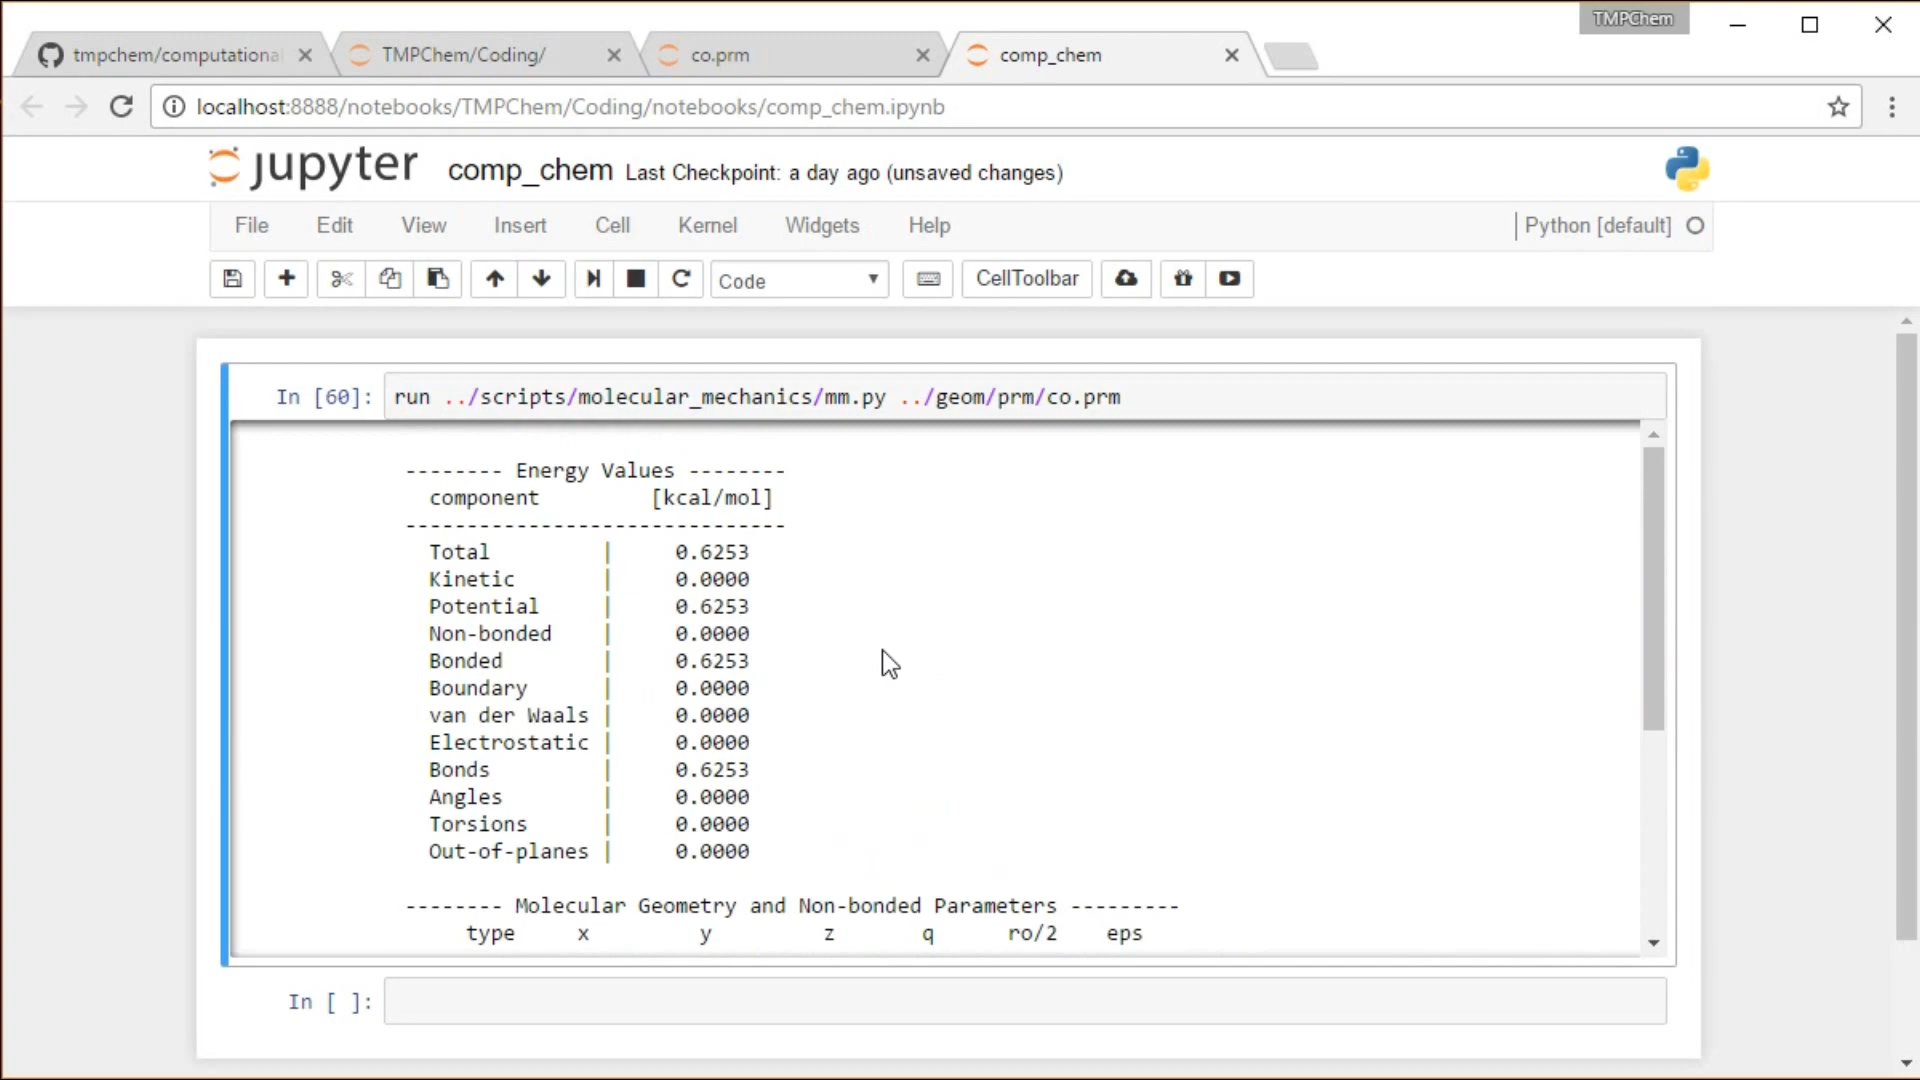 TMPChem
tmpchem/computational
TMPChem/Coding/
co.prm
comp_chem
localhost:8888/notebooks/TMPChem/Coding/notebooks/comp_chem.ipynb
jupyter comp_chem Last Checkpoint: a day ago (unsaved changes)
File Edit View Insert Cell Kernel Widgets Help Python [default]
Code CellToolbar
In [60]: run ../scripts/molecular_mechanics/mm.py ../geom/prm/co.prm
-------- Energy Values --------
component [kcal/mol]
-------------------------------
Total | 0.6253
Kinetic | 0.0000
Potential | 0.6253
Non-bonded | 0.0000
Bonded | 0.6253
Boundary | 0.0000
van der Waals | 0.0000
Electrostatic | 0.0000
Bonds | 0.6253
Angles | 0.0000
Torsions | 0.0000
Out-of-planes | 0.0000
-------- Molecular Geometry and Non-bonded Parameters ---------
type x y z q ro/2 eps
In [ ]: